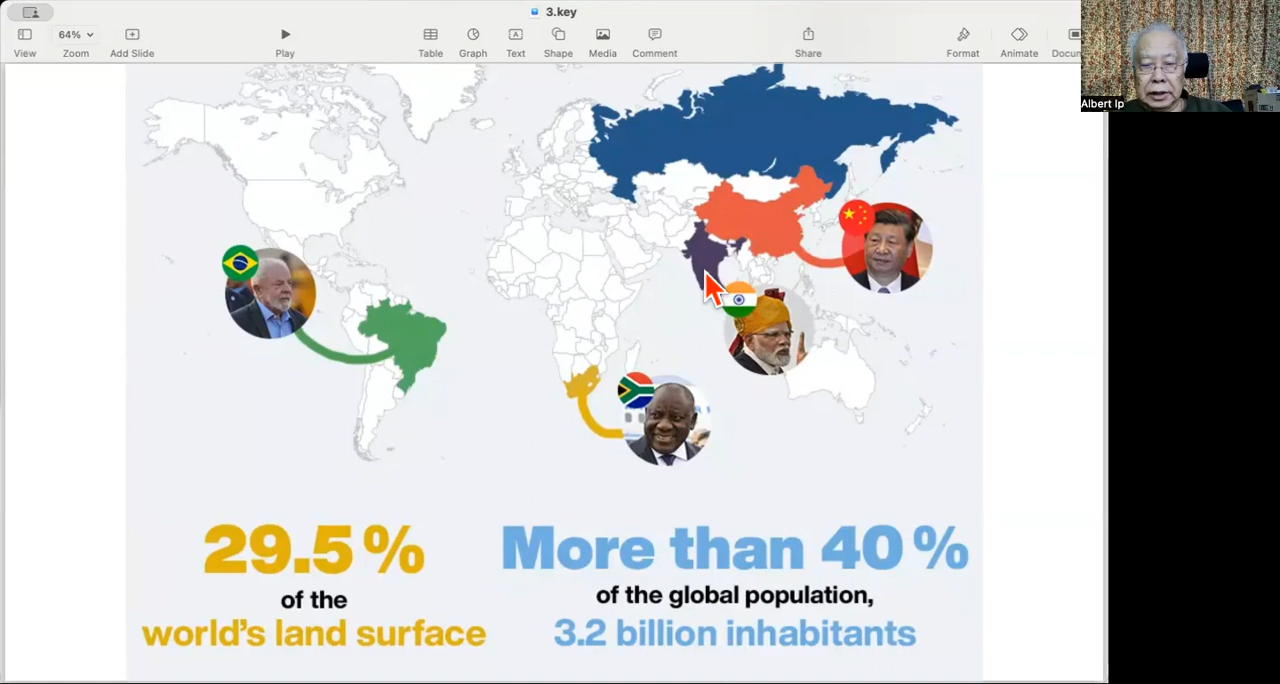 3.key
64%
View
Zoom
Add Slide
Play
Table
Graph
Text
Shape
Media
Comment
Share
Format
Animate
Docum
Albert Ip
29.5%
of the
world's land surface
More than 40%
of the global population,
3.2 billion inhabitants